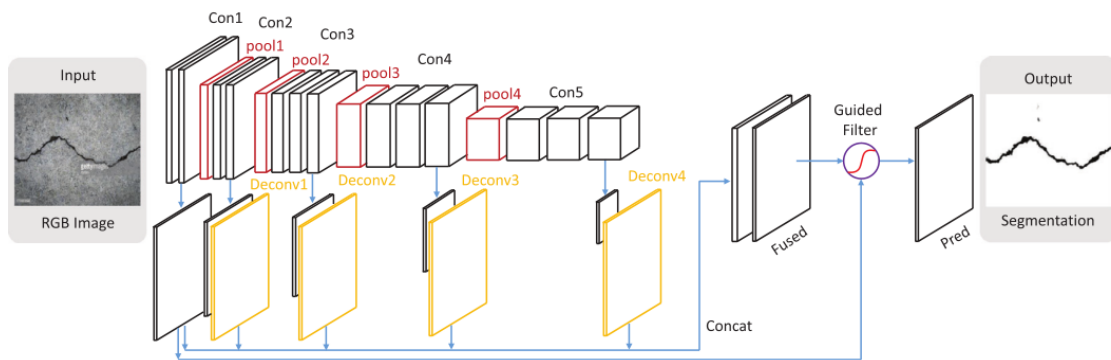 Input
RGB Image
Con1
Con2
Con3
Con4
Con5
pool1
pool2
pool3
pool4
Deconv1
Deconv2
Deconv3
Deconv4
Concat
Fused
Guided
Filter
Pred
Output
Segmentation